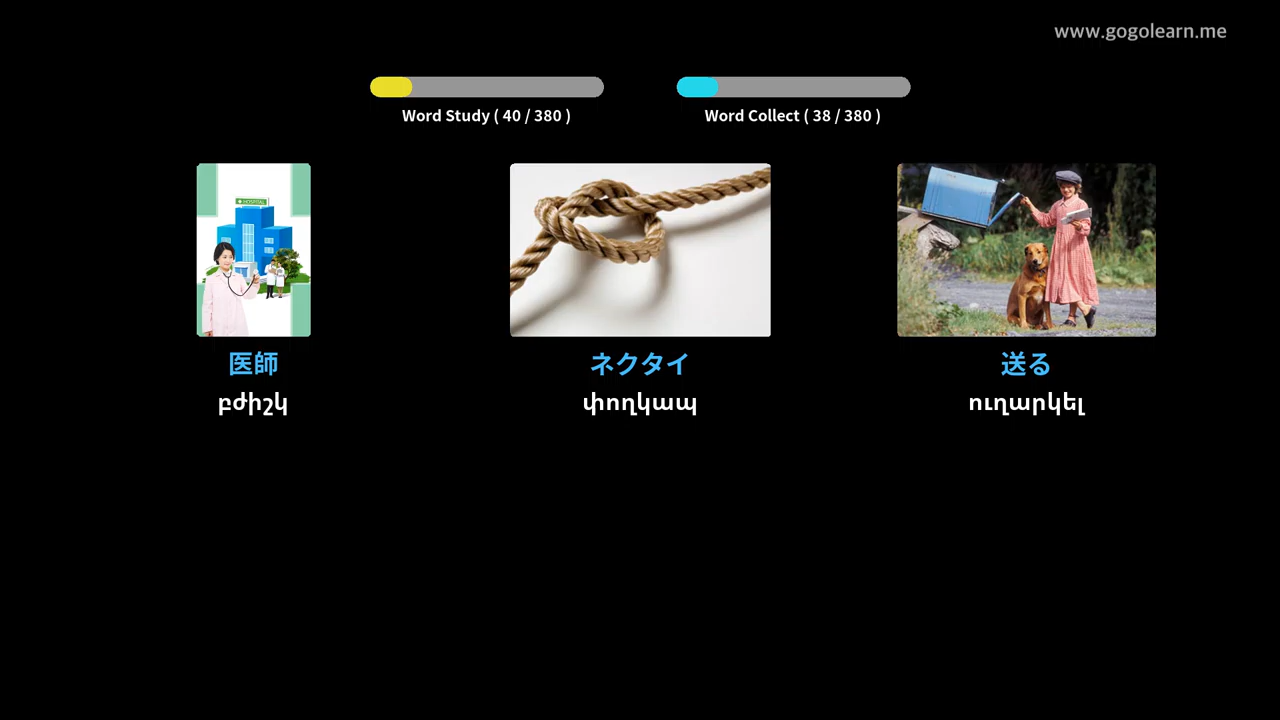 www.gogolearn.me
Word Study ( 40 / 380 )
Word Collect ( 38 / 380 )
HOSPITAL
医師
ネクタイ
送る
բժիշկ
փողկապ
ուղարկել